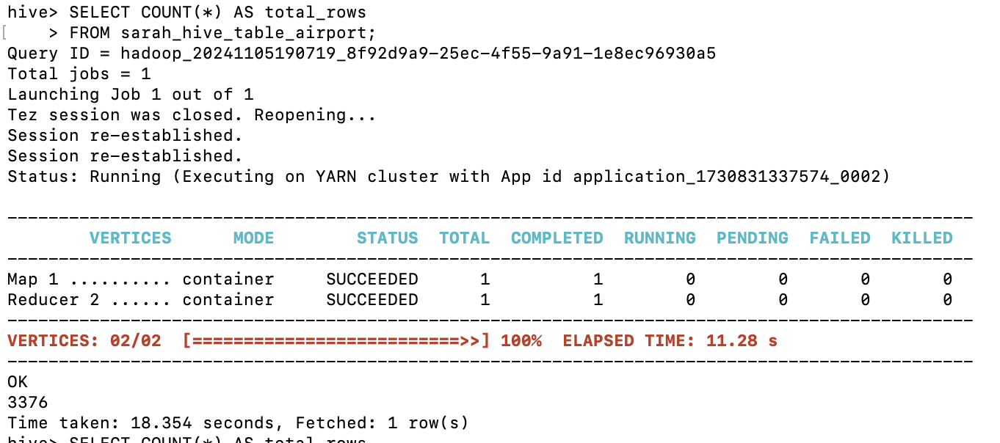 hive> SELECT COUNT(*) AS total_rows
[    > FROM sarah_hive_table_airport;
Query ID = hadoop_20241105190719_8f92d9a9-25ec-4f55-9a91-1e8ec96930a5
Total jobs = 1
Launching Job 1 out of 1
Tez session was closed. Reopening...
Session re-established.
Session re-established.
Status: Running (Executing on YARN cluster with App id application_1730831337574_0002)
----------------------------------------------------------------------------------------------
        VERTICES      MODE        STATUS  TOTAL  COMPLETED  RUNNING  PENDING  FAILED  KILLED
----------------------------------------------------------------------------------------------
Map 1 .......... container     SUCCEEDED      1          1        0        0       0       0
Reducer 2 ...... container     SUCCEEDED      1          1        0        0       0       0
----------------------------------------------------------------------------------------------
VERTICES: 02/02  [==========================>>] 100%  ELAPSED TIME: 11.28 s
----------------------------------------------------------------------------------------------
OK
3376
Time taken: 18.354 seconds, Fetched: 1 row(s)
hive> SELECT COUNT(*) AS total_rows